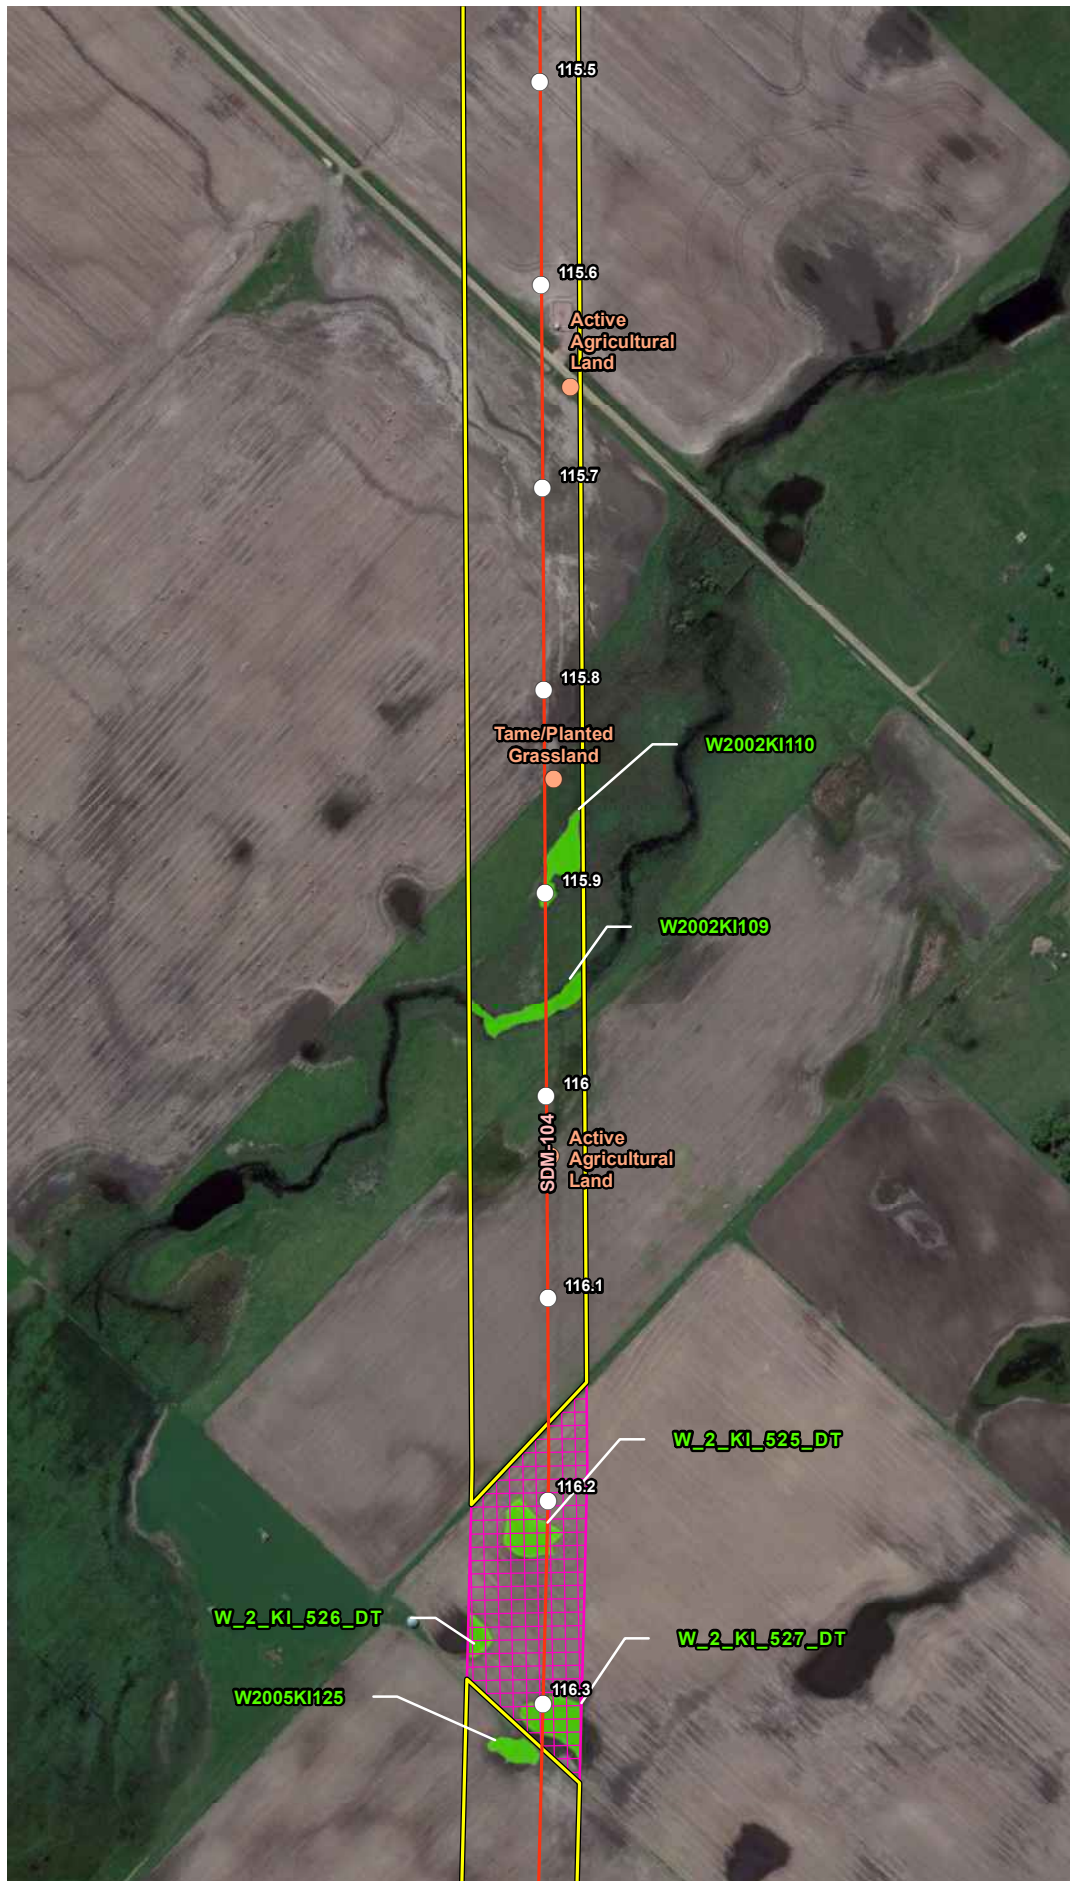 115.5
115.6
Active
Agricultural
Land
115.7
115.8
Tame/Planted
Grassland
W2002KI110
115.9
W2002KI109
116
SDM-104
Active
Agricultural
Land
116.1
W_2_KI_525_DT
116.2
W_2_KI_526_DT
W_2_KI_527_DT
116.3
W2005KI125